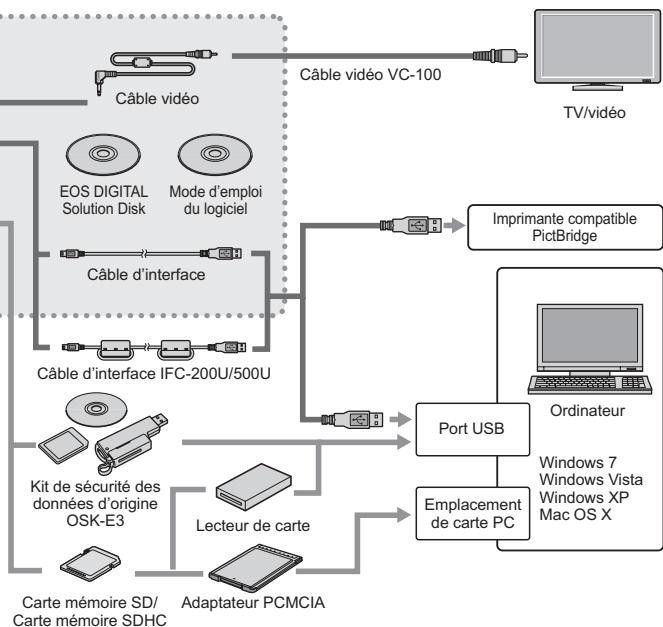 Câble vidéo
Câble vidéo VC-100
TV/vidéo
EOS DIGITAL
Solution Disk
Mode d'emploi
du logiciel
Imprimante compatible
PictBridge
Câble d'interface
Câble d'interface IFC-200U/500U
Ordinateur
Port USB
Windows 7
Windows Vista
Windows XP
Mac OS X
Kit de sécurité des
données d'origine
OSK-E3
Lecteur de carte
Emplacement
de carte PC
Carte mémoire SD/
Carte mémoire SDHC
Adaptateur PCMCIA